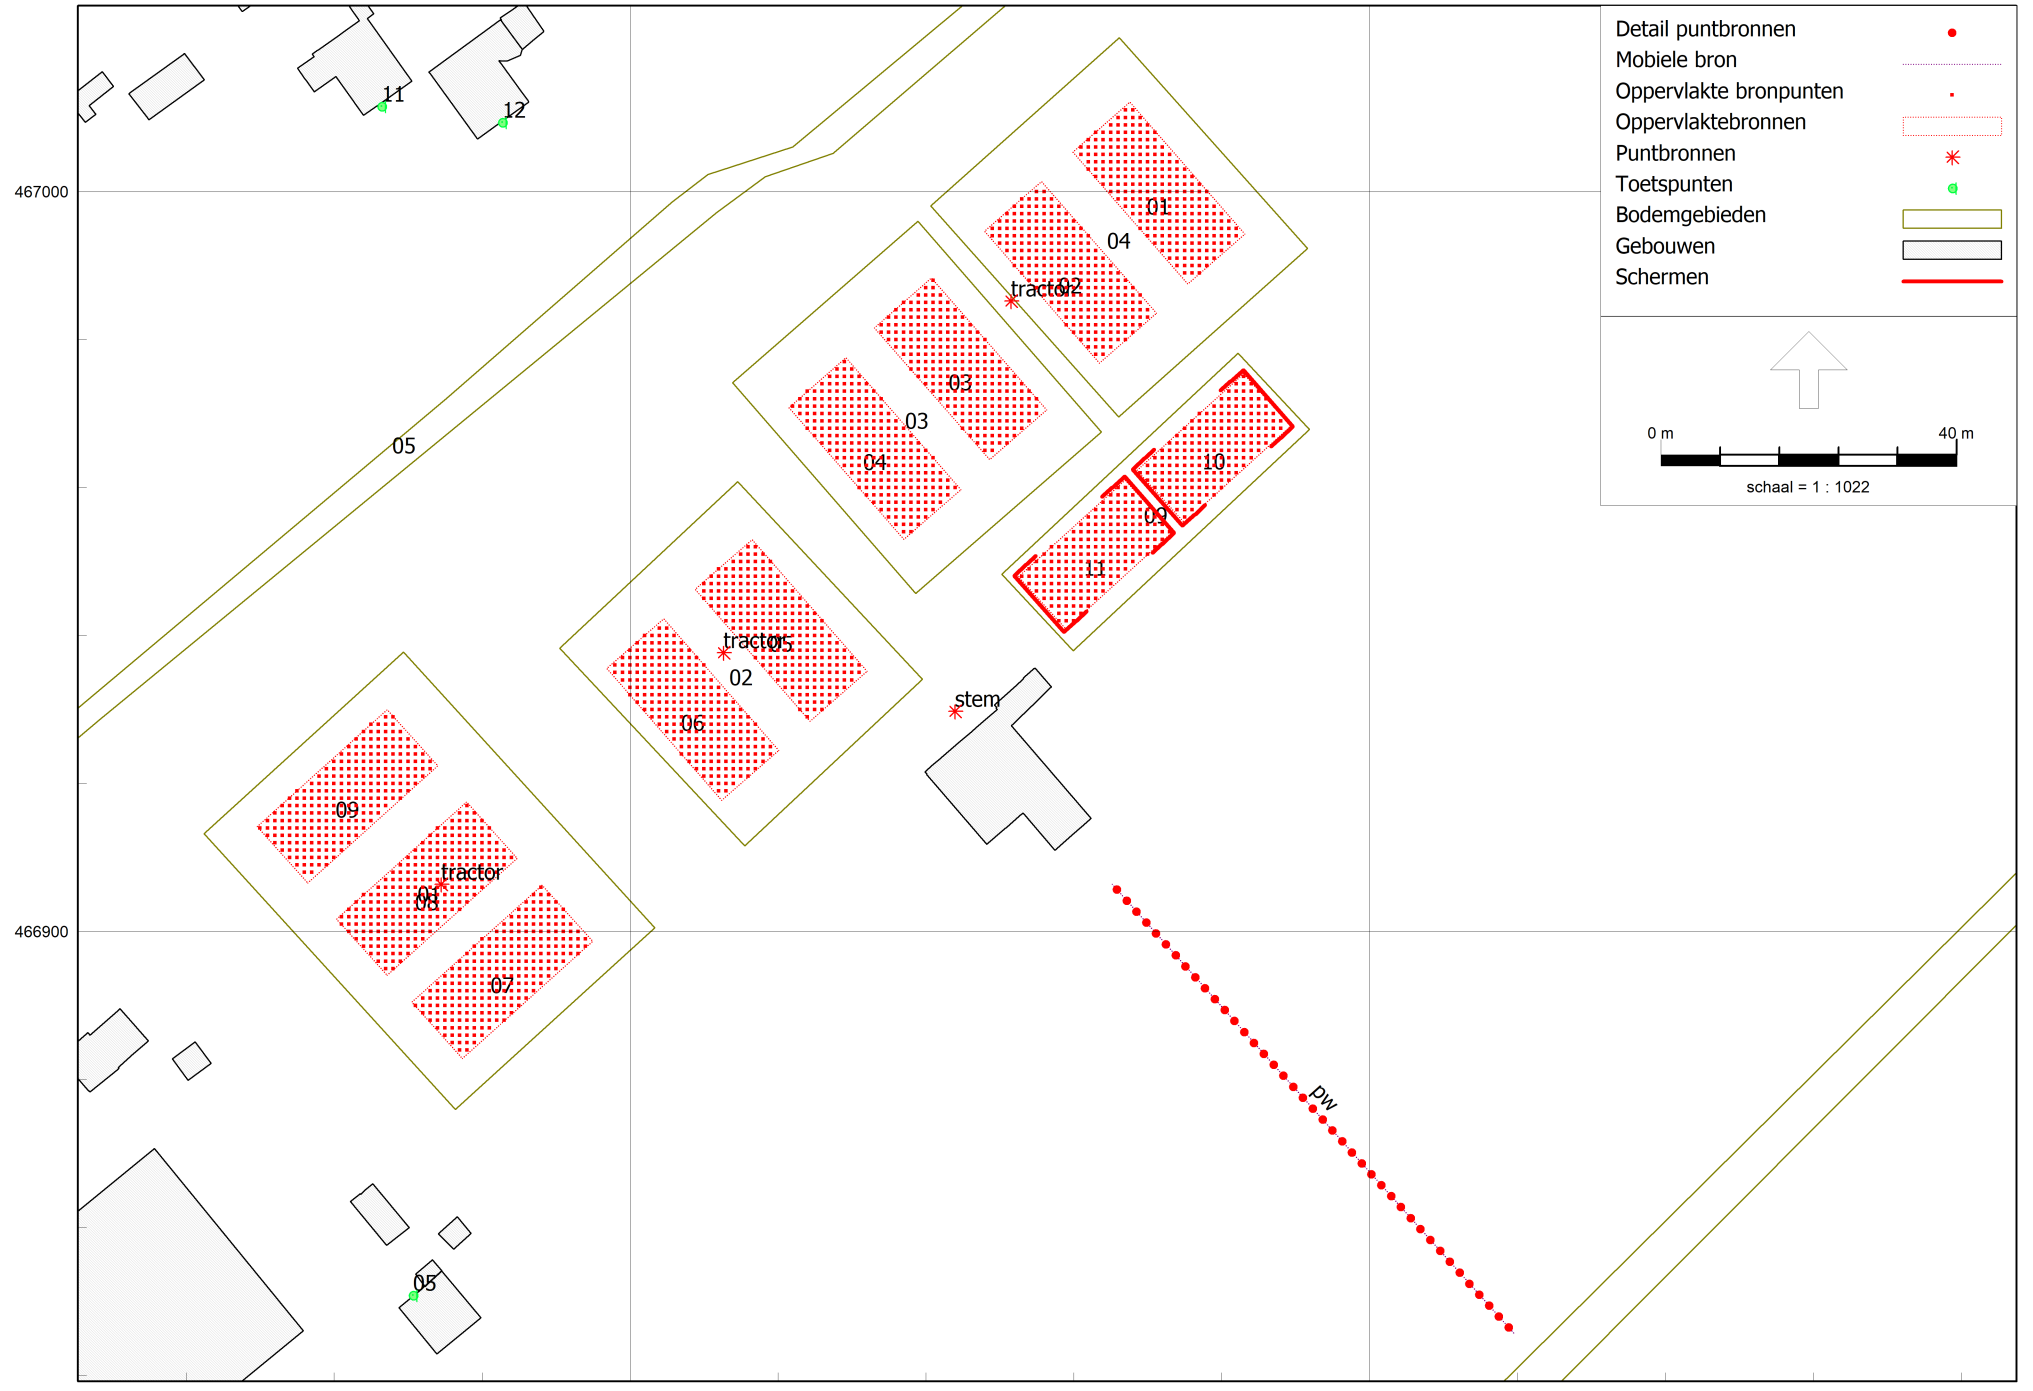 Detail puntbronnen
Mobiele bron
Oppervlakte bronpunten
Oppervlaktebronnen
Puntbronnen
Toetspunten
Bodemgebieden
Gebouwen
Schermen
0 m 40 m
schaal = 1 : 1022
11
12
467000
01
04
02
tractor
03
03
04
05
10
09
11
tractor
05
02
06
stem
09
tractor
01
08
07
466900
pw
05